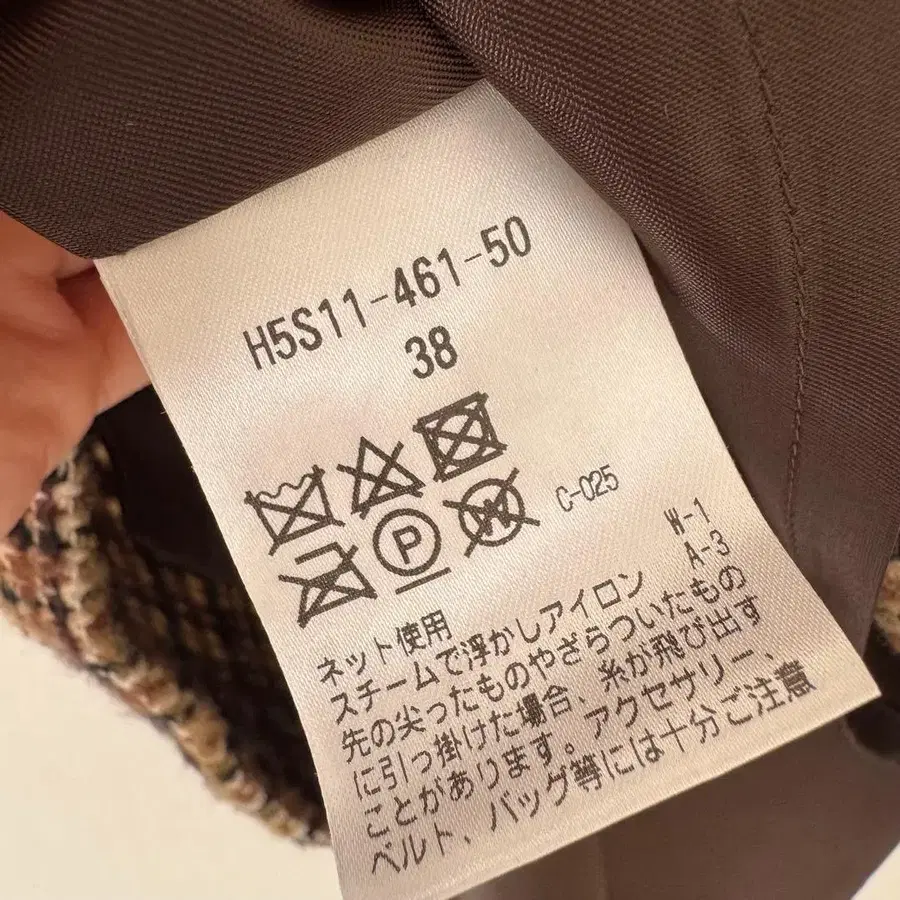 H5S11-461-50
38
P
W
C-025
W-1
A-3
ネット使用
スチームで浮かしアイロン
先の尖ったものやざらついたもの
に引っ掛けた場合、糸が飛び出す
ことがあります。アクセサリー、
ベルト、バッグ等には十分ご注意